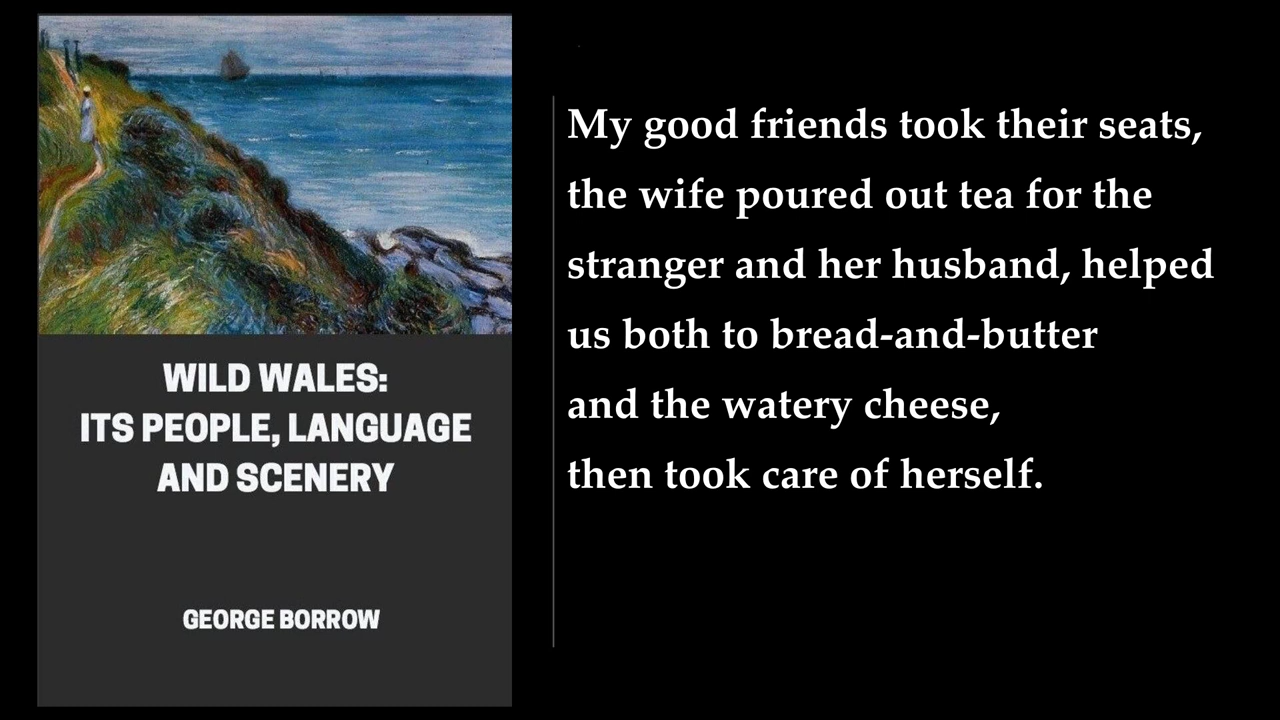 WILD WALES:
ITS PEOPLE, LANGUAGE
AND SCENERY
GEORGE BORROW
My good friends took their seats,
the wife poured out tea for the
stranger and her husband, helped
us both to bread-and-butter
and the watery cheese,
then took care of herself.